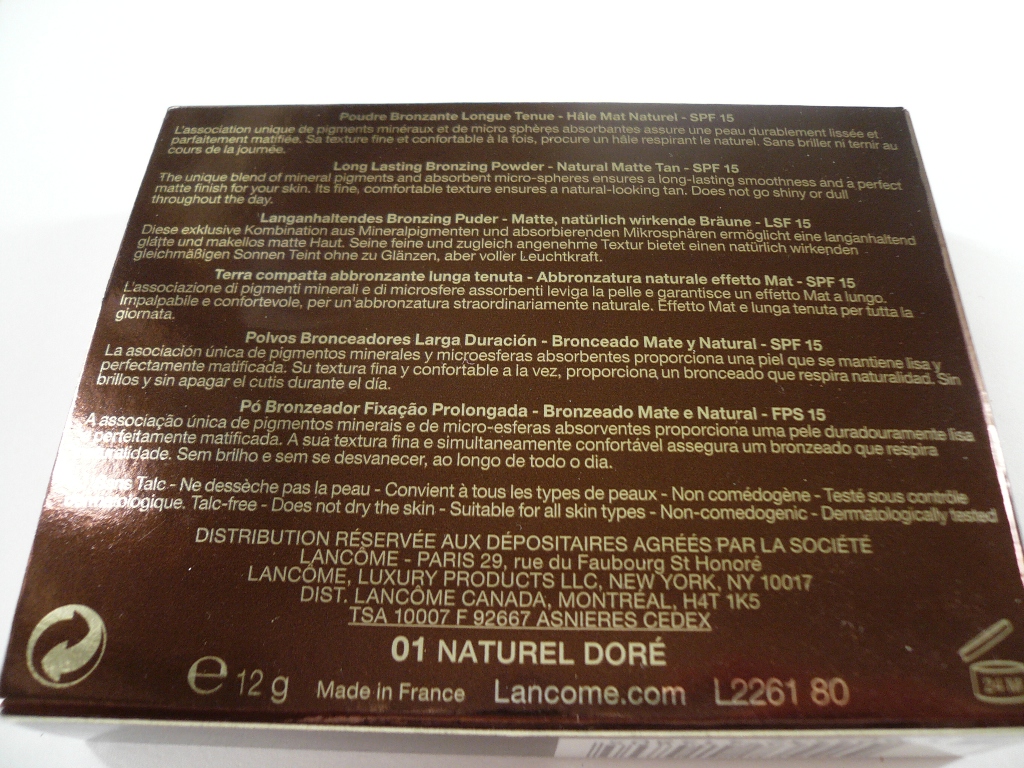 Poudre Bronzante Longue Tenue - Hâle Mat Naturel - SPF 15
L'association unique de pigments minéraux et de micro sphères absorbantes assure une peau durablement lissée et
parfaitement matifiée. Sa texture fine et confortable à la fois, procure un hâle respirant le naturel. Sans briller ni ternir au
cours de la journée.
Long Lasting Bronzing Powder - Natural Matte Tan - SPF 15
The unique blend of mineral pigments and absorbent micro-spheres ensures a long-lasting smoothness and a perfect
matte finish for your skin. Its fine, comfortable texture ensures a natural-looking tan. Does not go shiny or dull
throughout the day.
Langanhaltendes Bronzing Puder - Matte, natürlich wirkende Bräune - LSF 15
Diese exklusive Kombination aus Mineralpigmenten und absorbierenden Mikrosphären ermöglicht eine langanhaltend
glatte und makellos matte Haut. Seine feine und zugleich angenehme Textur bietet einen natürlich wirkenden
gleichmäßigen Sonnen Teint ohne zu Glänzen, aber voller Leuchtkraft.
Terra compatta abbronzante lunga tenuta - Abbronzatura naturale effetto Mat - SPF 15
L'associazione di pigmenti minerali e di microsfere assorbenti leviga la pelle e garantisce un effetto Mat a lungo.
Impalpabile e confortevole, per un'abbronzatura straordinariamente naturale. Effetto Mat e lunga tenuta per tutta la
giornata.
Polvos Bronceadores Larga Duración - Bronceado Mate y Natural - SPF 15
La asociación única de pigmentos minerales y microesferas absorbentes proporciona una piel que se mantiene lisa y
perfectamente matificada. Su textura fina y confortable a la vez, proporciona un bronceado que respira naturalidad. Sin
brillos y sin apagar el cutis durante el día.
Pó Bronzeador Fixação Prolongada - Bronzeado Mate e Natural - FPS 15
A associação única de pigmentos minerais e de micro-esferas absorventes proporciona uma pele duradouramente lisa
perfeitamente matificada. A sua textura fina e simultaneamente confortável assegura um bronzeado que respira
Sem brilho e sem se desvanecer, ao longo de todo o dia.
Talc - Ne dessèche pas la peau - Convient à tous les types de peaux - Non comédogène - Testé sous contrôle
Talc-free - Does not dry the skin - Suitable for all skin types - Non-comedogenic - Dermatologically tested
DISTRIBUTION RÉSERVÉE AUX DÉPOSITAIRES AGRÉÉS PAR LA SOCIÉTÉ
LANCÔME - PARIS 29, rue du Faubourg St Honoré
LANCÔME, LUXURY PRODUCTS LLC, NEW YORK, NY 10017
DIST. LANCÔME CANADA, MONTRÉAL, H4T 1K5
TSA 10007 F 92667 ASNIERES CEDEX
01 NATUREL DORÉ
e 12 g Made in France Lancome.com L2261 80
24 M